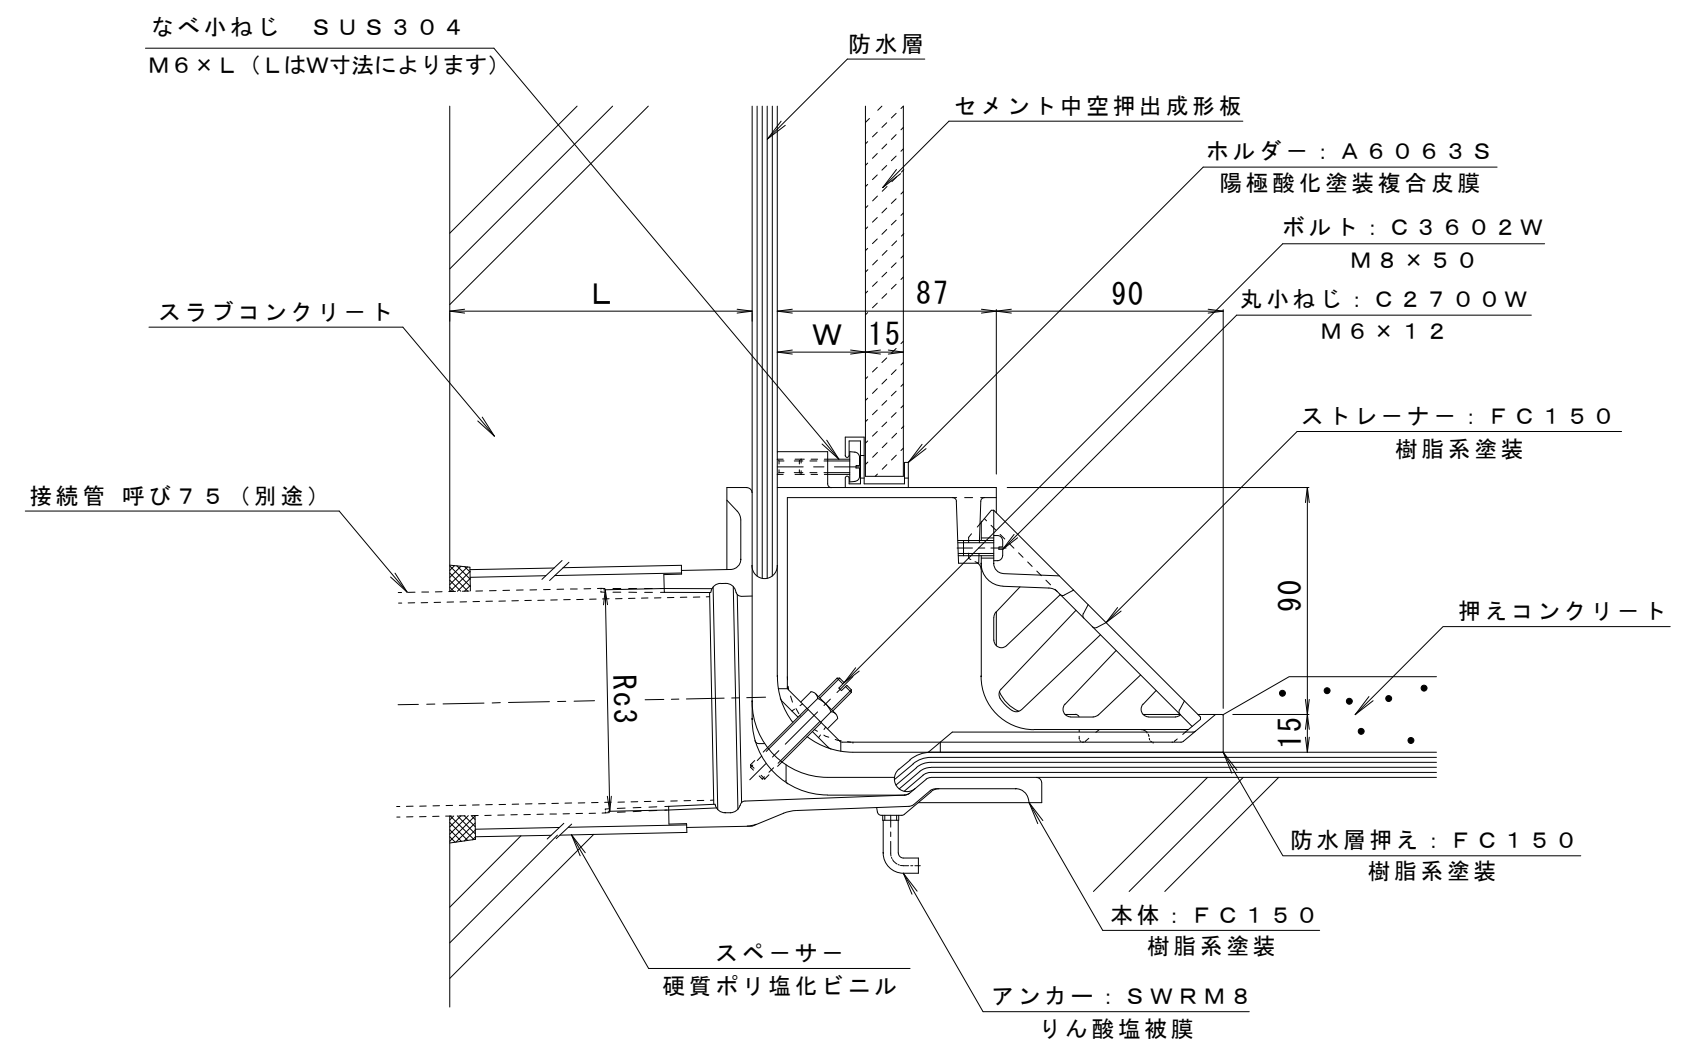 なべ小ねじ　ＳＵＳ３０４
Ｍ６×Ｌ（ＬはＷ寸法によります）
防水層
セメント中空押出成形板
ホルダー：Ａ６０６３Ｓ
陽極酸化塗装複合皮膜
ボルト：Ｃ３６０２Ｗ
Ｍ８×５０
丸小ねじ：Ｃ２７００Ｗ
Ｍ６×１２
スラブコンクリート
L
87
90
W
15
ストレーナー：ＦＣ１５０
樹脂系塗装
接続管 呼び７５（別途）
90
押えコンクリート
Rc3
15
防水層押え：ＦＣ１５０
樹脂系塗装
本体：ＦＣ１５０
樹脂系塗装
スペーサー
硬質ポリ塩化ビニル
アンカー：ＳＷＲＭ８
りん酸塩被膜